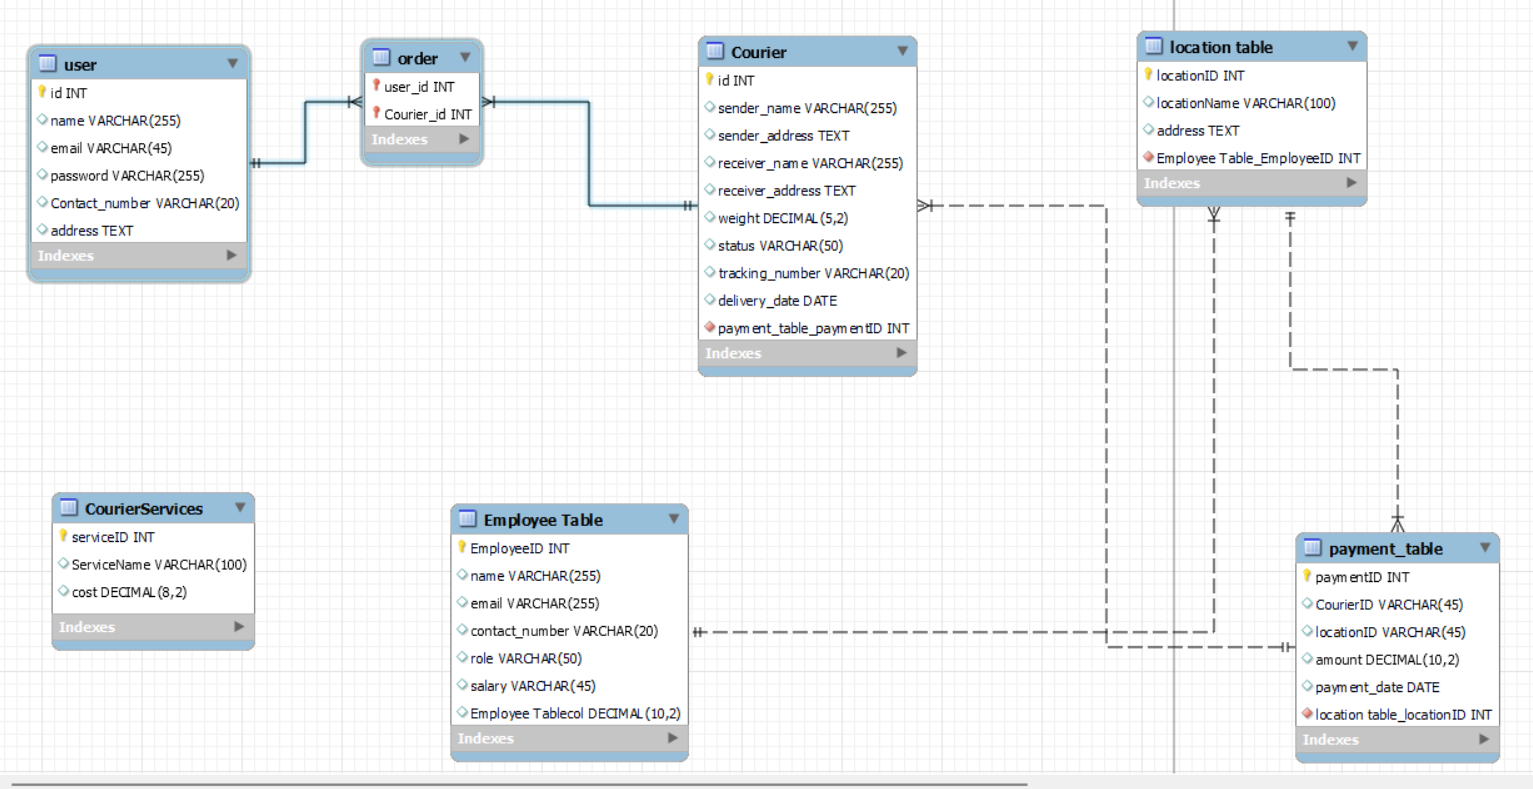 user
id INT
name VARCHAR(255)
email VARCHAR(45)
password VARCHAR(255)
Contact_number VARCHAR(20)
address TEXT
Indexes
order
user_id INT
Courier_id INT
Indexes
Courier
id INT
sender_name VARCHAR(255)
sender_address TEXT
receiver_name VARCHAR(255)
receiver_address TEXT
weight DECIMAL(5,2)
status VARCHAR(50)
tracking_number VARCHAR(20)
delivery_date DATE
payment_table_paymentID INT
Indexes
location table
locationID INT
locationName VARCHAR(100)
address TEXT
Employee Table_EmployeeID INT
Indexes
CourierServices
serviceID INT
ServiceName VARCHAR(100)
cost DECIMAL(8,2)
Indexes
Employee Table
EmployeeID INT
name VARCHAR(255)
email VARCHAR(255)
contact_number VARCHAR(20)
role VARCHAR(50)
salary VARCHAR(45)
Employee Tablecol DECIMAL(10,2)
Indexes
payment_table
paymentID INT
CourierID VARCHAR(45)
locationID VARCHAR(45)
amount DECIMAL(10,2)
payment_date DATE
location table_locationID INT
Indexes